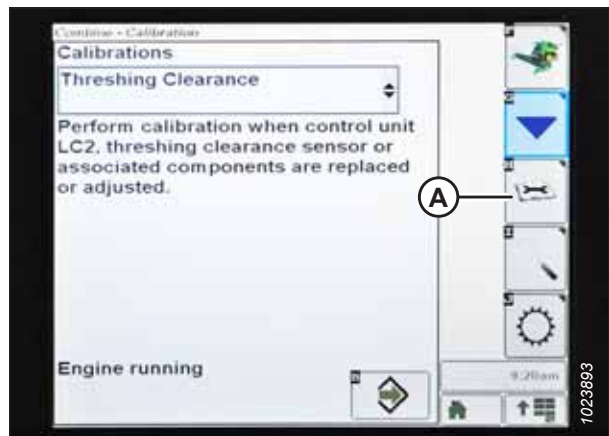 Combine - Calibration
Calibrations
Threshing Clearance
Perform calibration when control unit
LC2, threshing clearance sensor or
associated components are replaced
or adjusted.
A
Engine running
9:20am
1023893